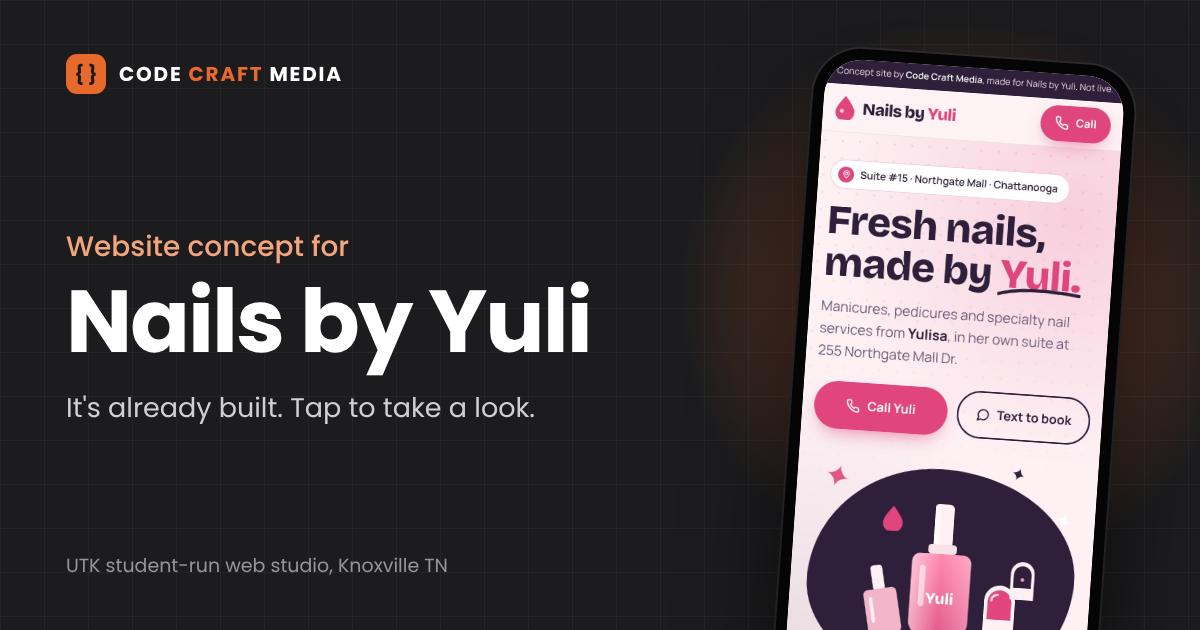 { } CODE CRAFT MEDIA
Website concept for
Nails by Yuli
It's already built. Tap to take a look.
UTK student-run web studio, Knoxville TN
Concept site by Code Craft Media, made for Nails by Yuli. Not live.
Nails by Yuli
Call
Suite #15 · Northgate Mall · Chattanooga
Fresh nails,
made by Yuli.
Manicures, pedicures and specialty nail
services from Yulisa, in her own suite at
255 Northgate Mall Dr.
Call Yuli
Text to book
Yuli